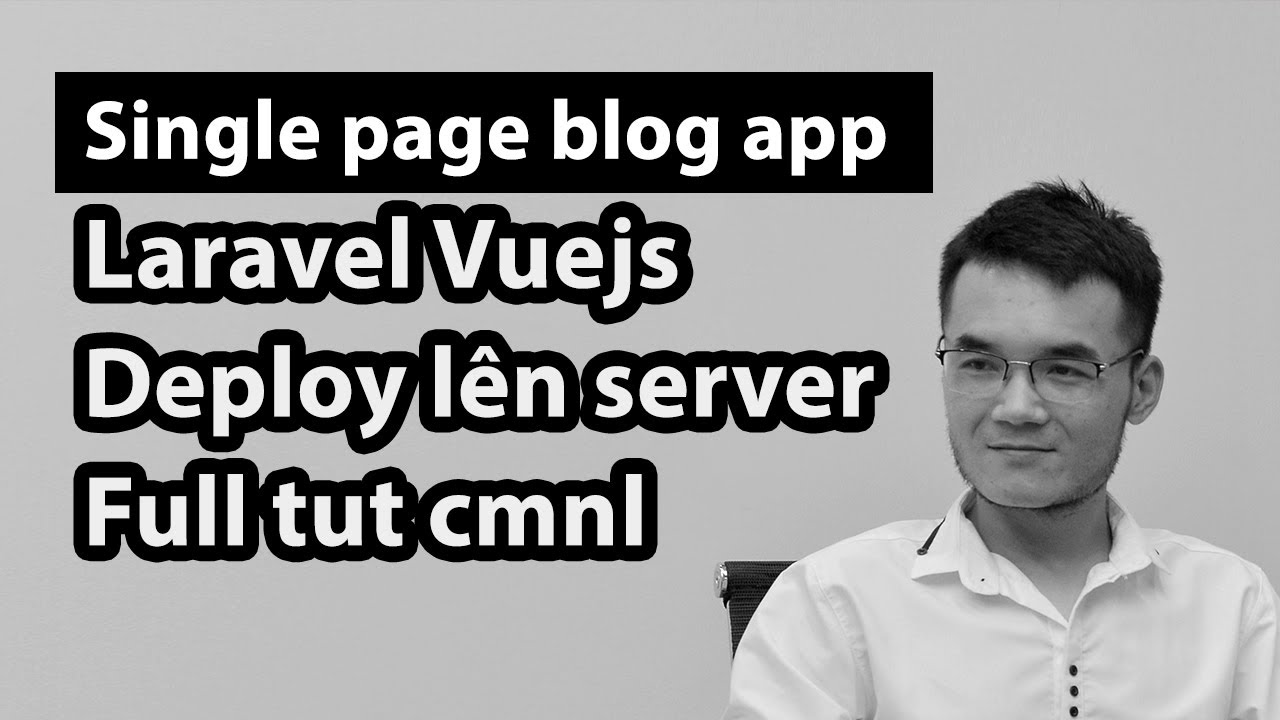 Single page blog app
Laravel Vuejs
Deploy lên server
Full tut cmnl